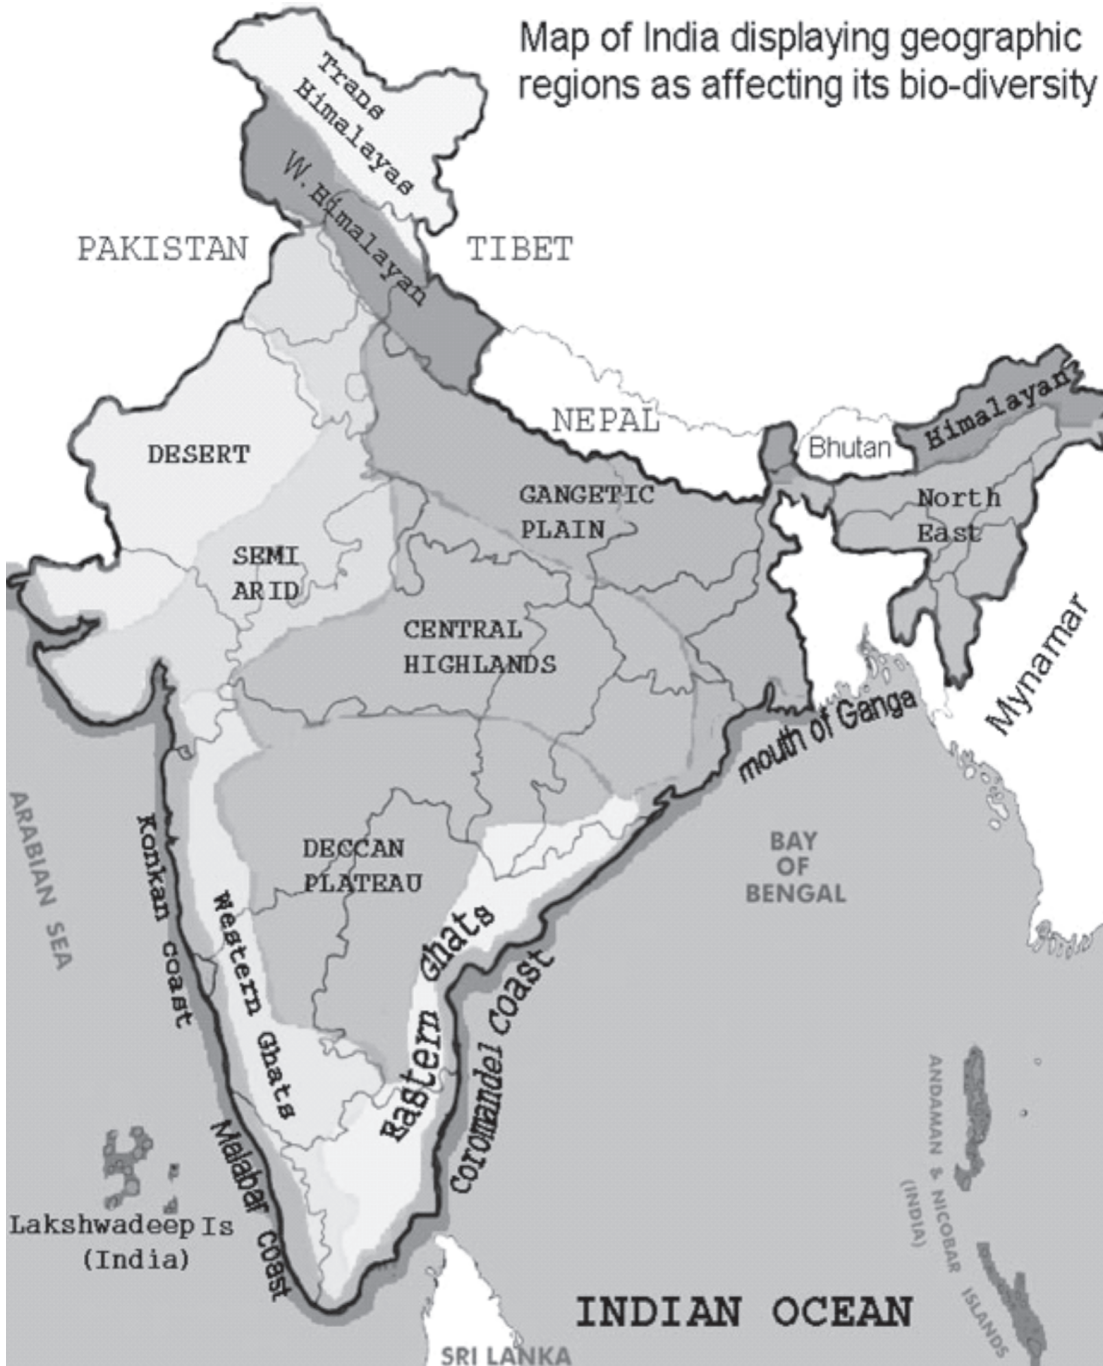 Map of India displaying geographic
regions as affecting its bio-diversity
Trans
Himalayas
W. Himalayan
PAKISTAN
TIBET
NEPAL
Bhutan
Himalayan
DESERT
GANGETIC
PLAIN
North
East
SEMI
ARID
CENTRAL
HIGHLANDS
Mynamar
mouth of Ganga
ARABIAN SEA
Konkan coast
DECCAN
PLATEAU
BAY
OF
BENGAL
Western Ghats
Eastern Ghats
Coromandel Coast
Malabar coast
ANDAMAN & NICOBAR ISLANDS
(INDIA)
Lakshwadeep Is
(India)
INDIAN OCEAN
SRI LANKA